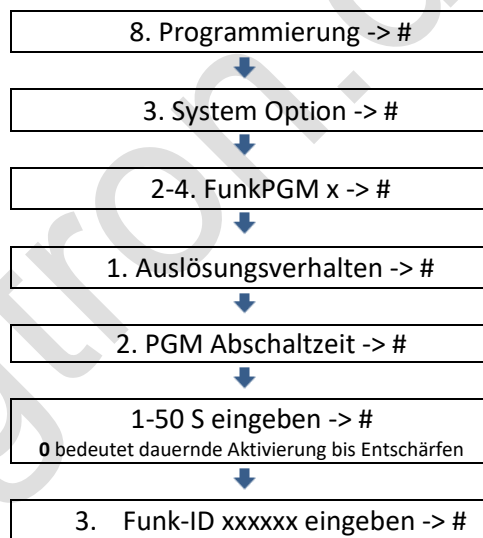 8. Programmierung -> #
3. System Option -> #
2-4. FunkPGM x -> #
1. Auslösungsverhalten -> #
2. PGM Abschaltzeit -> #
1-50 S eingeben -> #
0 bedeutet dauernde Aktivierung bis Entschärfen
3. Funk-ID xxxxxx eingeben -> #